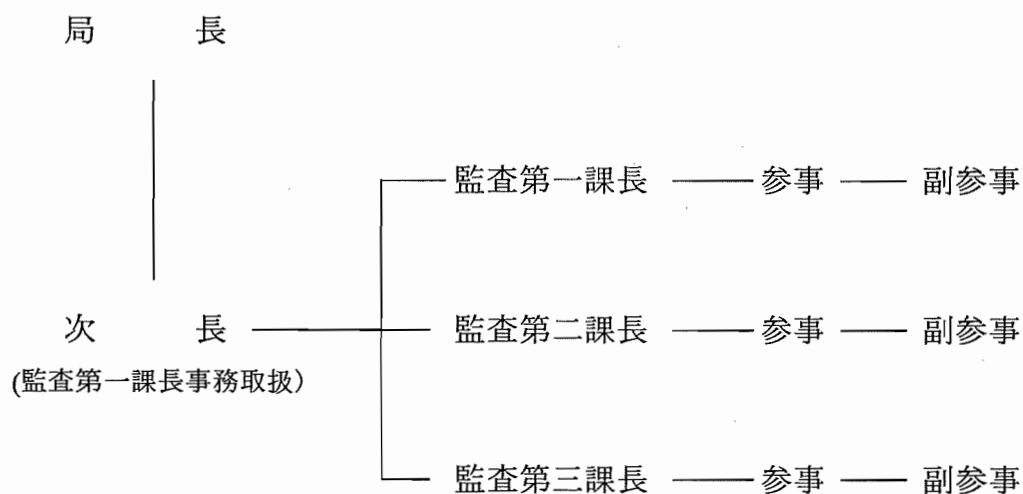 局　　　長
監査第一課長 参事 副参事
次　　　長 監査第二課長 参事 副参事
(監査第一課長事務取扱)
監査第三課長 参事 副参事